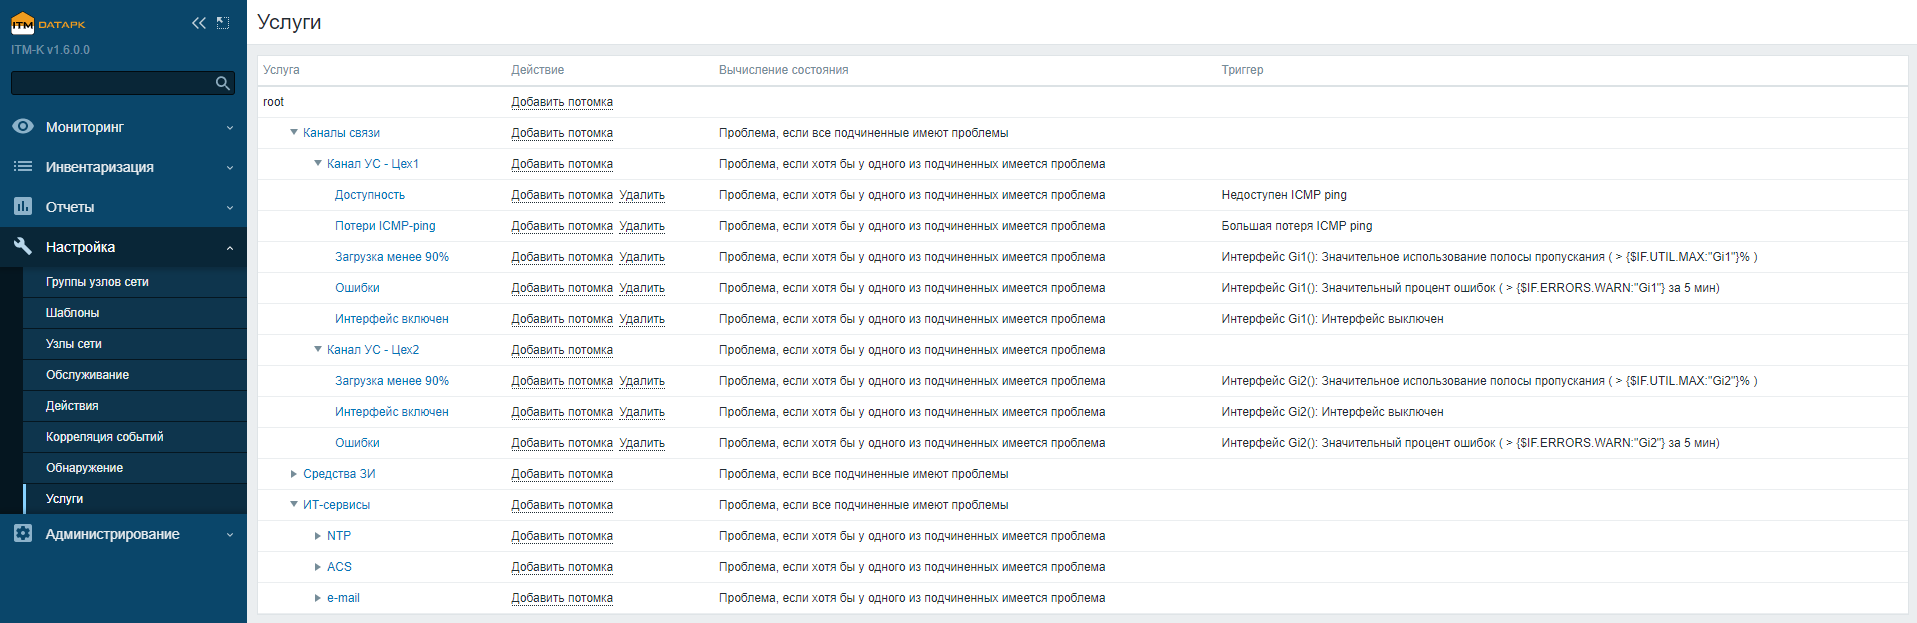 ITM DATAPK
ITM-K v1.6.0.0
Мониторинг
Инвентаризация
Отчеты
Настройка
Группы узлов сети
Шаблоны
Узлы сети
Обслуживание
Действия
Корреляция событий
Обнаружение
Услуги
Администрирование
Услуги
Услуга Действие Вычисление состояния Триггер
root Добавить потомка
Каналы связи Добавить потомка Проблема, если все подчиненные имеют проблемы
Канал УС - Цех1 Добавить потомка Проблема, если хотя бы у одного из подчиненных имеется проблема
Доступность Добавить потомка Удалить Проблема, если хотя бы у одного из подчиненных имеется проблема Недоступен ICMP ping
Потери ICMP-ping Добавить потомка Удалить Проблема, если хотя бы у одного из подчиненных имеется проблема Большая потеря ICMP ping
Загрузка менее 90% Добавить потомка Удалить Проблема, если хотя бы у одного из подчиненных имеется проблема Интерфейс Gi1(): Значительное использование полосы пропускания ( > {$IF.UTIL.MAX:"Gi1"}% )
Ошибки Добавить потомка Удалить Проблема, если хотя бы у одного из подчиненных имеется проблема Интерфейс Gi1(): Значительный процент ошибок ( > {$IF.ERRORS.WARN:"Gi1"} за 5 мин)
Интерфейс включен Добавить потомка Удалить Проблема, если хотя бы у одного из подчиненных имеется проблема Интерфейс Gi1(): Интерфейс выключен
Канал УС - Цех2 Добавить потомка Проблема, если хотя бы у одного из подчиненных имеется проблема
Загрузка менее 90% Добавить потомка Удалить Проблема, если хотя бы у одного из подчиненных имеется проблема Интерфейс Gi2(): Значительное использование полосы пропускания ( > {$IF.UTIL.MAX:"Gi2"}% )
Интерфейс включен Добавить потомка Удалить Проблема, если хотя бы у одного из подчиненных имеется проблема Интерфейс Gi2(): Интерфейс выключен
Ошибки Добавить потомка Удалить Проблема, если хотя бы у одного из подчиненных имеется проблема Интерфейс Gi2(): Значительный процент ошибок ( > {$IF.ERRORS.WARN:"Gi2"} за 5 мин)
Средства ЗИ Добавить потомка Проблема, если все подчиненные имеют проблемы
ИТ-сервисы Добавить потомка Проблема, если все подчиненные имеют проблемы
NTP Добавить потомка Проблема, если хотя бы у одного из подчиненных имеется проблема
ACS Добавить потомка Проблема, если хотя бы у одного из подчиненных имеется проблема
e-mail Добавить потомка Проблема, если хотя бы у одного из подчиненных имеется проблема